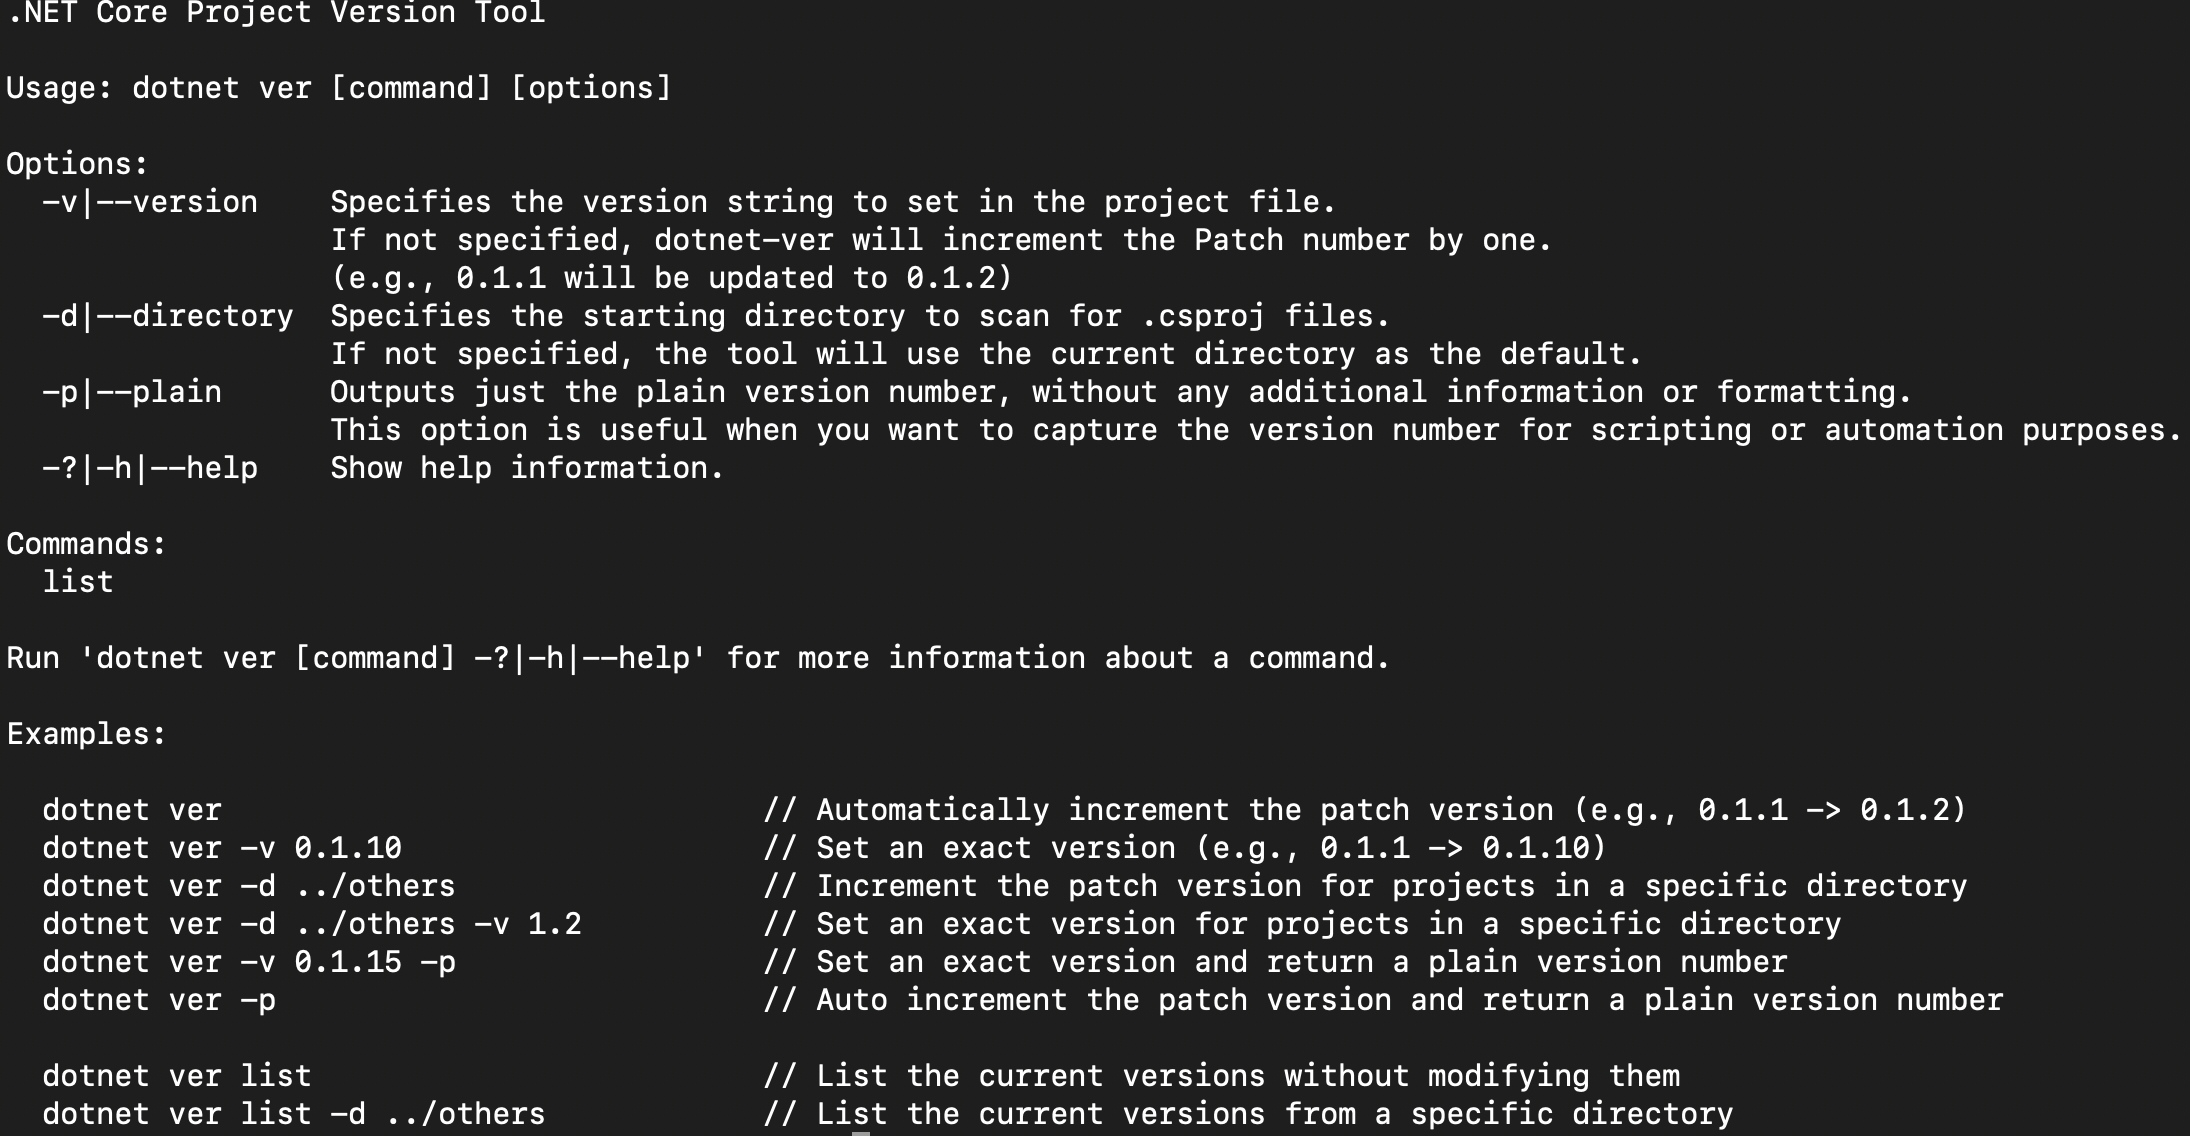 .NET Core Project Version Tool

Usage: dotnet ver [command] [options]

Options:
  -v|--version    Specifies the version string to set in the project file.
                  If not specified, dotnet-ver will increment the Patch number by one.
                  (e.g., 0.1.1 will be updated to 0.1.2)
  -d|--directory  Specifies the starting directory to scan for .csproj files.
                  If not specified, the tool will use the current directory as the default.
  -p|--plain      Outputs just the plain version number, without any additional information or formatting.
                  This option is useful when you want to capture the version number for scripting or automation purposes.
  -?|-h|--help    Show help information.

Commands:
  list

Run 'dotnet ver [command] -?|-h|--help' for more information about a command.

Examples:

  dotnet ver                              // Automatically increment the patch version (e.g., 0.1.1 -> 0.1.2)
  dotnet ver -v 0.1.10                    // Set an exact version (e.g., 0.1.1 -> 0.1.10)
  dotnet ver -d ../others                 // Increment the patch version for projects in a specific directory
  dotnet ver -d ../others -v 1.2          // Set an exact version for projects in a specific directory
  dotnet ver -v 0.1.15 -p                 // Set an exact version and return a plain version number
  dotnet ver -p                           // Auto increment the patch version and return a plain version number

  dotnet ver list                         // List the current versions without modifying them
  dotnet ver list -d ../others            // List the current versions from a specific directory